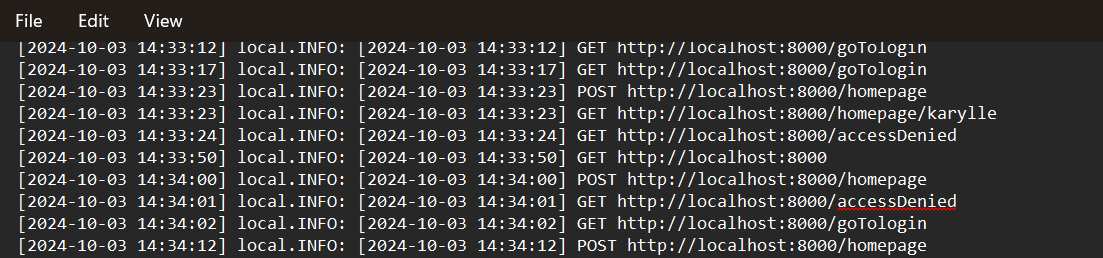 File Edit View
[2024-10-03 14:33:12] local.INFO: [2024-10-03 14:33:12] GET http://localhost:8000/goTologin
[2024-10-03 14:33:17] local.INFO: [2024-10-03 14:33:17] GET http://localhost:8000/goTologin
[2024-10-03 14:33:23] local.INFO: [2024-10-03 14:33:23] POST http://localhost:8000/homepage
[2024-10-03 14:33:23] local.INFO: [2024-10-03 14:33:23] GET http://localhost:8000/homepage/karylle
[2024-10-03 14:33:24] local.INFO: [2024-10-03 14:33:24] GET http://localhost:8000/accessDenied
[2024-10-03 14:33:50] local.INFO: [2024-10-03 14:33:50] GET http://localhost:8000
[2024-10-03 14:34:00] local.INFO: [2024-10-03 14:34:00] POST http://localhost:8000/homepage
[2024-10-03 14:34:01] local.INFO: [2024-10-03 14:34:01] GET http://localhost:8000/accessDenied
[2024-10-03 14:34:02] local.INFO: [2024-10-03 14:34:02] GET http://localhost:8000/goTologin
[2024-10-03 14:34:12] local.INFO: [2024-10-03 14:34:12] POST http://localhost:8000/homepage